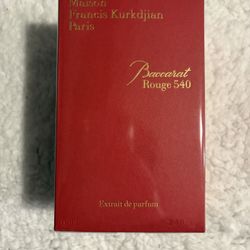 Maison
Francis Kurkdjian
Paris
Baccarat
Rouge 540
Extrait de parfum